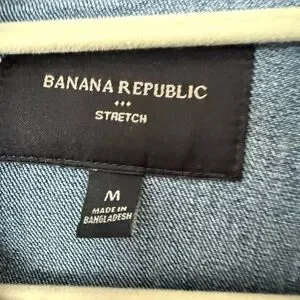 BANANA REPUBLIC
STRETCH
M
MADE IN
BANGLADESH